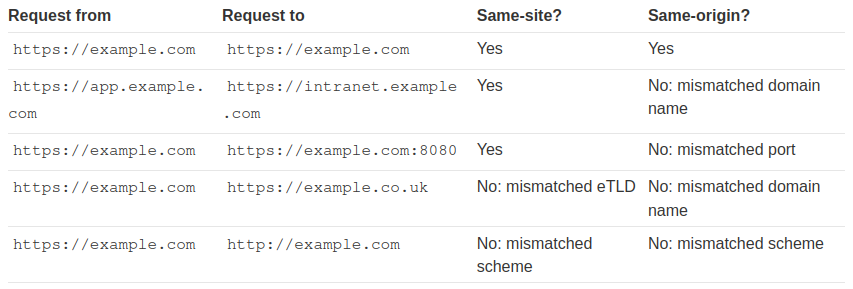 Request from Request to Same-site? Same-origin?
https://example.com https://example.com Yes Yes
https://app.example. https://intranet.example Yes No: mismatched domain
com .com name
https://example.com https://example.com:8080 Yes No: mismatched port
https://example.com https://example.co.uk No: mismatched eTLD No: mismatched domain
name
https://example.com http://example.com No: mismatched No: mismatched scheme
scheme